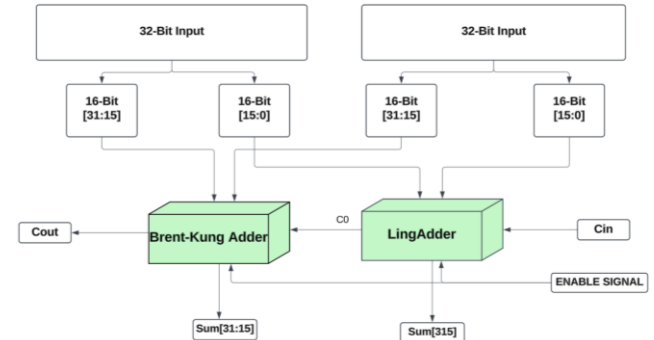 32-Bit Input
32-Bit Input
16-Bit
[31:15]
16-Bit
[15:0]
16-Bit
[31:15]
16-Bit
[15:0]
C0
Cout
Brent-Kung Adder
LingAdder
Cin
ENABLE SIGNAL
Sum[31:15]
Sum[315]